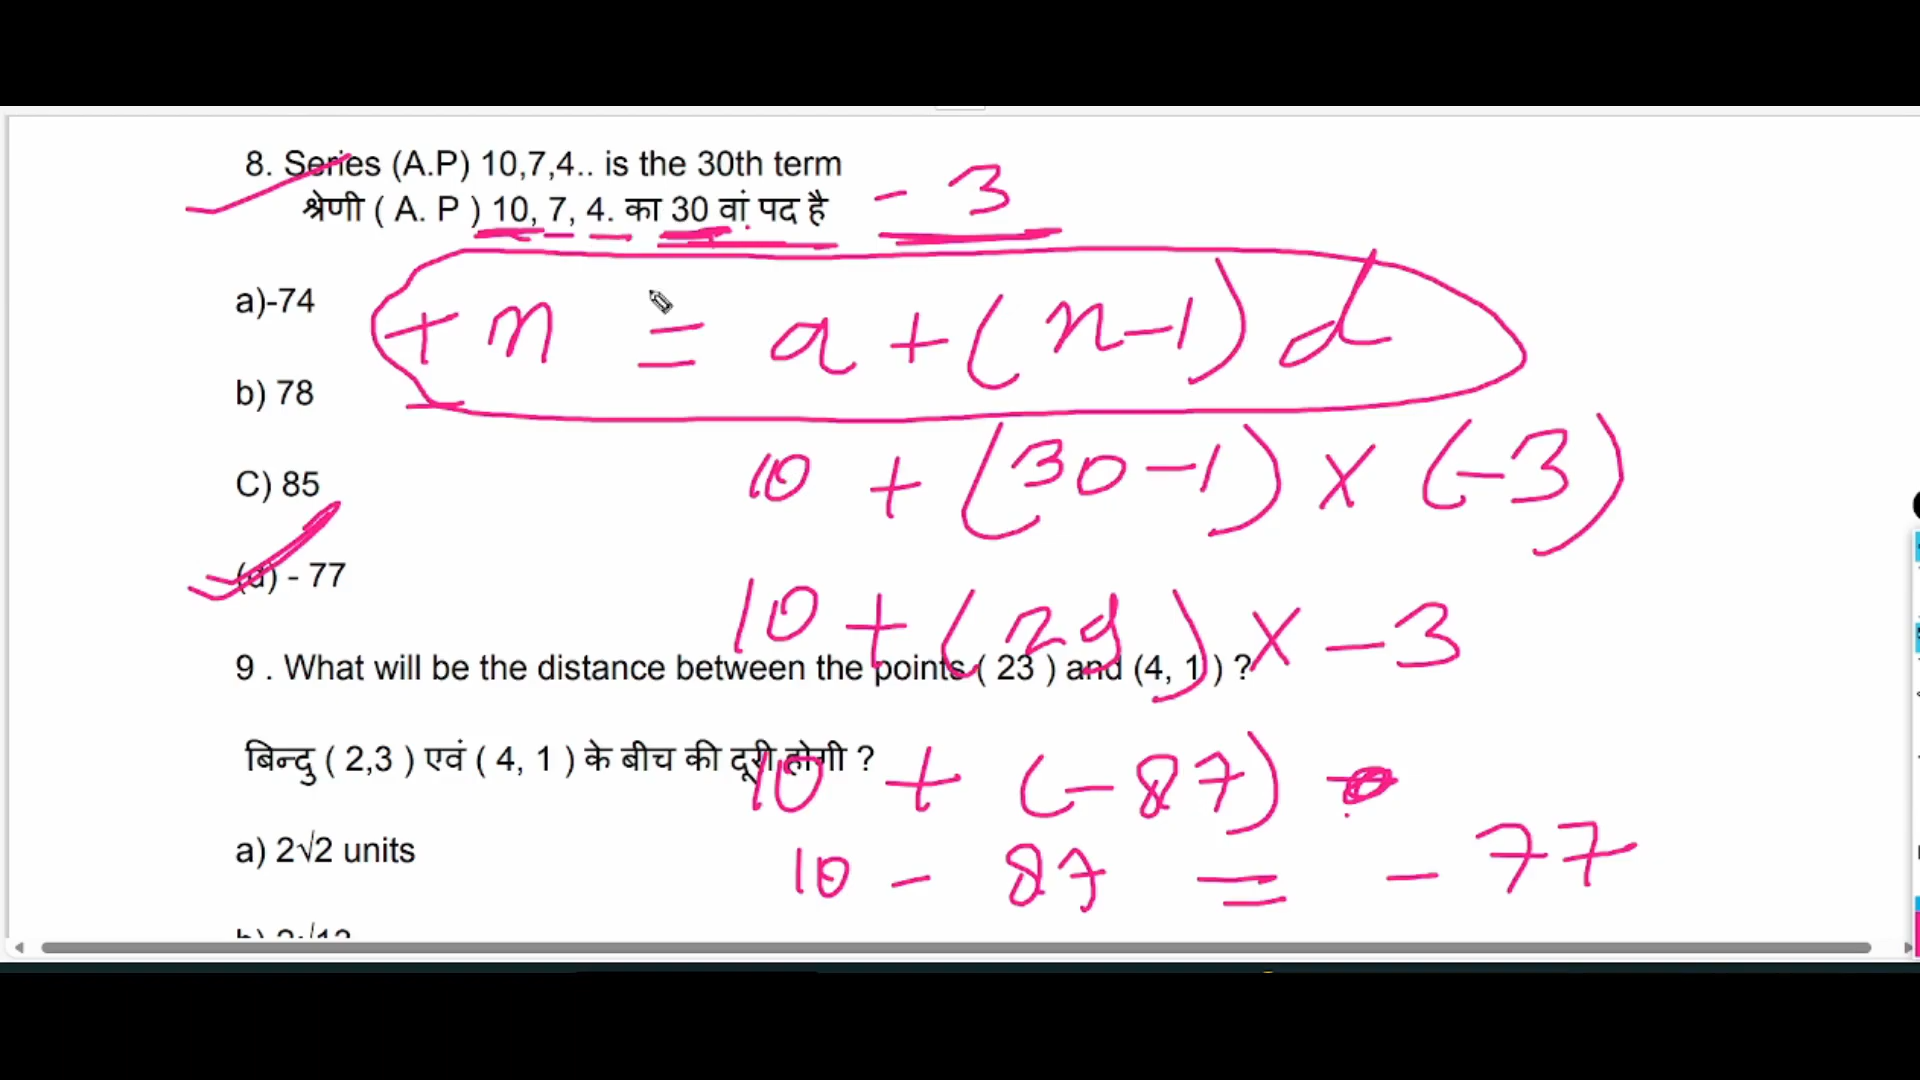 8. Series (A.P) 10,7,4.. is the 30th term
श्रेणी ( A. P ) 10, 7, 4. का 30 वां पद है
- 3
a)-74
tn = a + (n-1) d
b) 78
10 + (30-1) x (-3)
C) 85
(d) - 77
10 + (29) x - 3
9 . What will be the distance between the points ( 23 ) and (4, 1 ) ?
बिन्दु ( 2,3 ) एवं ( 4, 1 ) के बीच की दूरी होगी ?
10 + (-87)
a) 2√2 units
10 - 87 = - 77